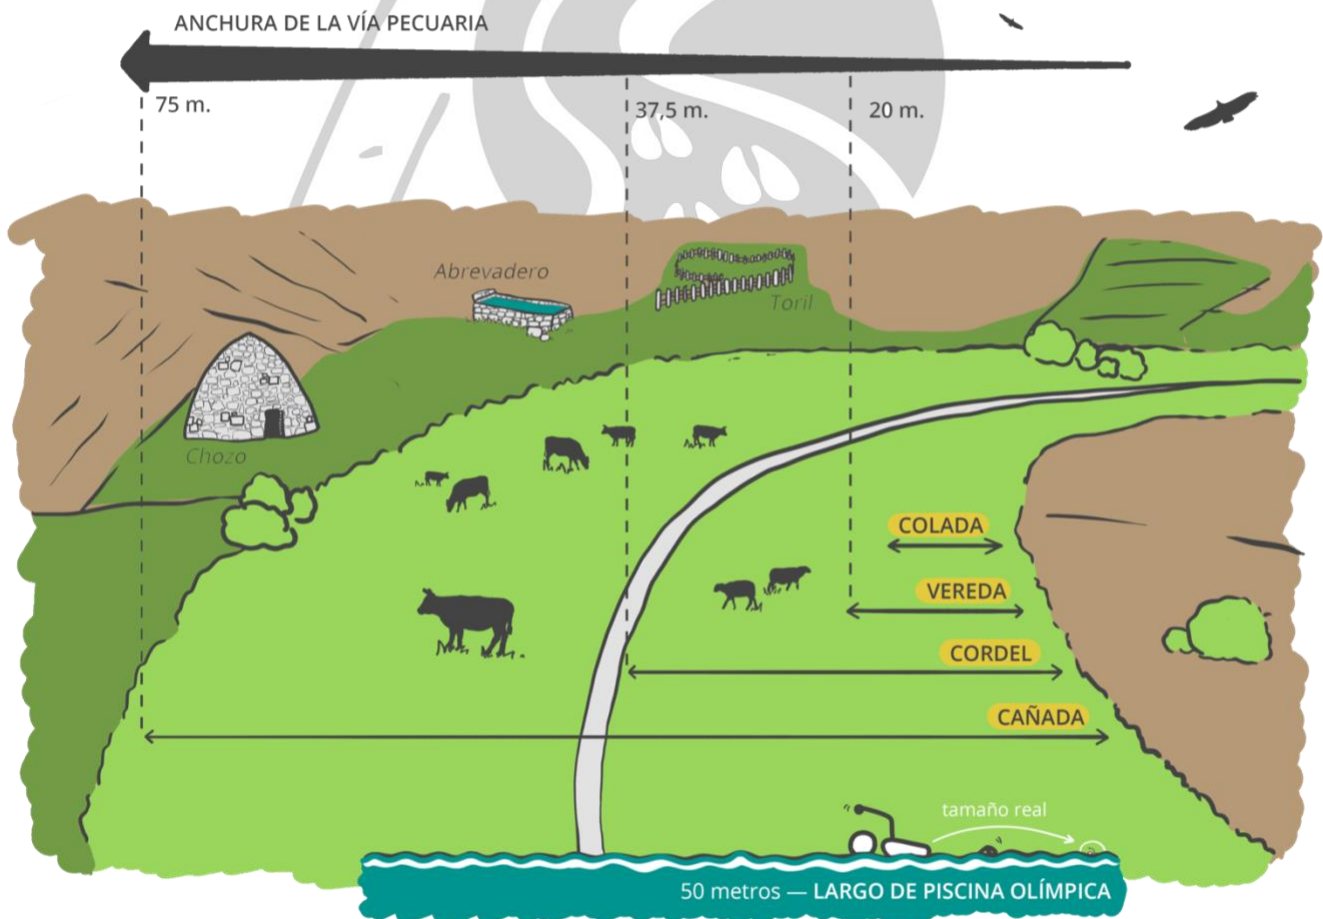 ANCHURA DE LA VÍA PECUARIA
75 m.
37,5 m.
20 m.
Abrevadero
Toril
Chozo
COLADA
VEREDA
CORDEL
CAÑADA
tamaño real
50 metros — LARGO DE PISCINA OLÍMPICA